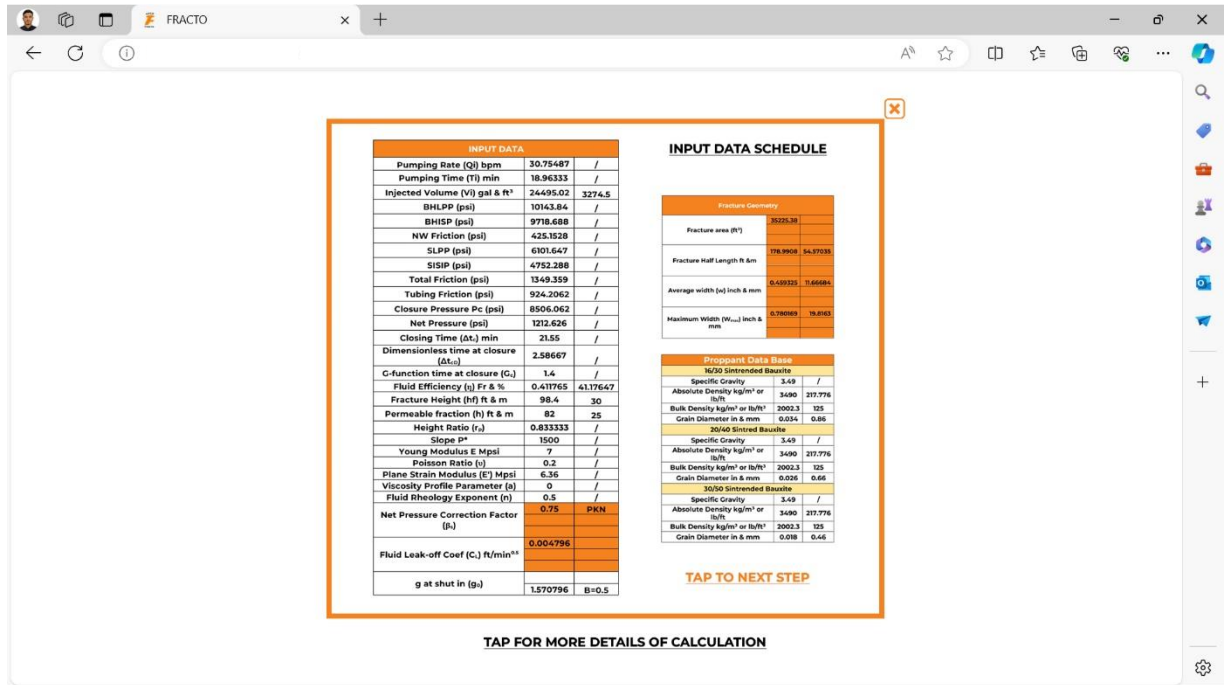 FRACTO
INPUT DATA
Pumping Rate (Qi) bpm 30.75487 /
Pumping Time (Ti) min 18.96333 /
Injected Volume (Vi) gal & ft³ 24495.02 3274.5
BHLPP (psi) 10143.84 /
BHISP (psi) 9718.688 /
NW Friction (psi) 425.1528 /
SLPP (psi) 6101.647 /
SISIP (psi) 4752.288 /
Total Friction (psi) 1349.359 /
Tubing Friction (psi) 924.2062 /
Closure Pressure Pc (psi) 8506.062 /
Net Pressure (psi) 1212.626 /
Closing Time (Δtc) min 21.55 /
Dimensionless time at closure
(ΔtcD) 2.58667 /
G-function time at closure (Gc) 1.4 /
Fluid Efficiency (η) Fr & % 0.411765 41.17647
Fracture Height (hf) ft & m 98.4 30
Permeable fraction (h) ft & m 82 25
Height Ratio (rp) 0.833333 /
Slope P* 1500 /
Young Modulus E Mpsi 7 /
Poisson Ratio (υ) 0.2 /
Plane Strain Modulus (E') Mpsi 6.36 /
Viscosity Profile Parameter (a) 0 /
Fluid Rheology Exponent (n) 0.5 /
Net Pressure Correction Factor
(βs) 0.75 PKN
Fluid Leak-off Coef (CL) ft/min⁰·⁵ 0.004796
g at shut in (g₀) 1.570796 B=0.5
INPUT DATA SCHEDULE
Fracture Geometry
Fracture area (ft²) 35225.38
Fracture Half Length ft &m 178.9908 54.57035
Average width (w) inch & mm 0.459325 11.66684
Maximum Width (Wmax) inch &
mm 0.780169 19.8163
Proppant Data Base
16/30 Sintrended Bauxite
Specific Gravity 3.49 /
Absolute Density kg/m³ or
lb/ft 3490 217.776
Bulk Density kg/m³ or lb/ft³ 2002.3 125
Grain Diameter in & mm 0.034 0.86
20/40 Sintred Bauxite
Specific Gravity 3.49 /
Absolute Density kg/m³ or
lb/ft 3490 217.776
Bulk Density kg/m³ or lb/ft³ 2002.3 125
Grain Diameter in & mm 0.026 0.66
30/50 Sintrended Bauxite
Specific Gravity 3.49 /
Absolute Density kg/m³ or
lb/ft 3490 217.776
Bulk Density kg/m³ or lb/ft³ 2002.3 125
Grain Diameter in & mm 0.018 0.46
TAP TO NEXT STEP
TAP FOR MORE DETAILS OF CALCULATION